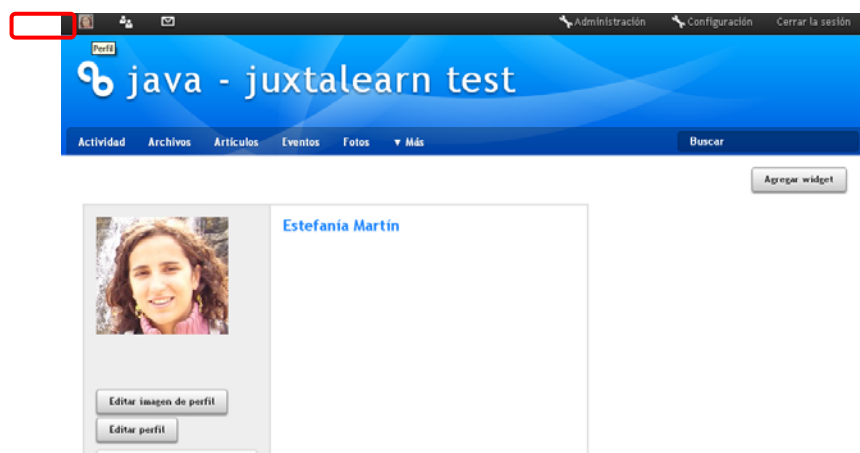 Administración Configuración Cerrar la sesión
Perfil
java - juxtalearn test
Actividad Archivos Artículos Eventos Fotos ▼ Más Buscar
Agregar widget
Estefanía Martín
Editar imagen de perfil
Editar perfil